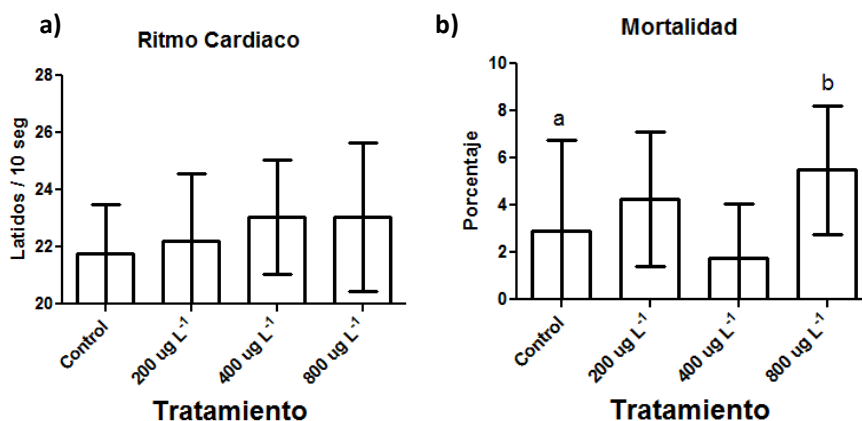 a)
Ritmo Cardiaco
Latidos / 10 seg
28
26
24
22
20
Control
200 ug L⁻¹
400 ug L⁻¹
800 ug L⁻¹
Tratamiento
b)
Mortalidad
Porcentaje
10
8
6
4
2
0
a
b
Control
200 ug L⁻¹
400 ug L⁻¹
800 ug L⁻¹
Tratamiento